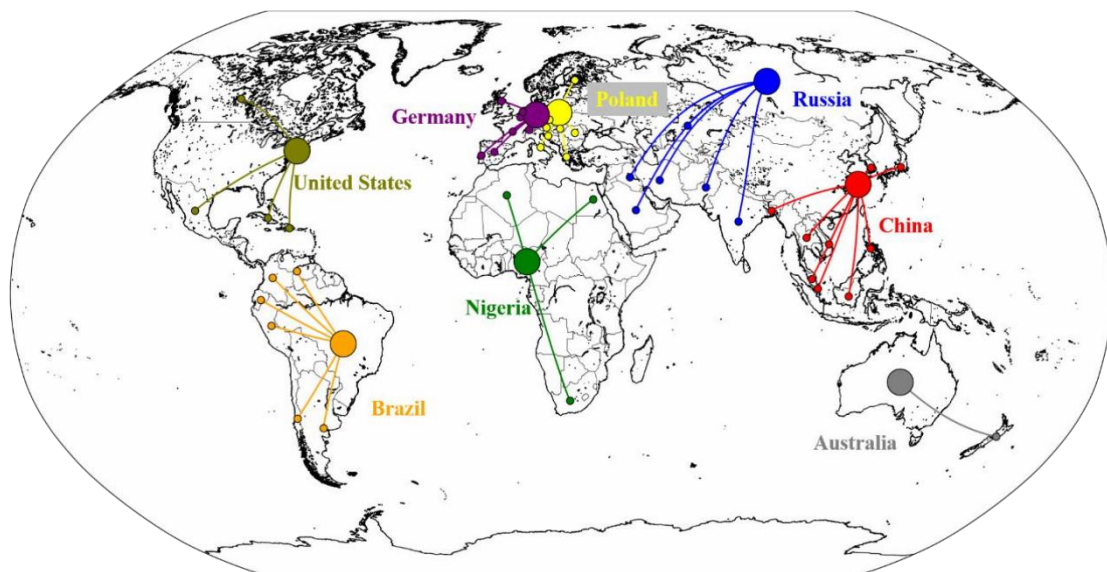 Germany
Poland
Russia
United States
China
Nigeria
Brazil
Australia